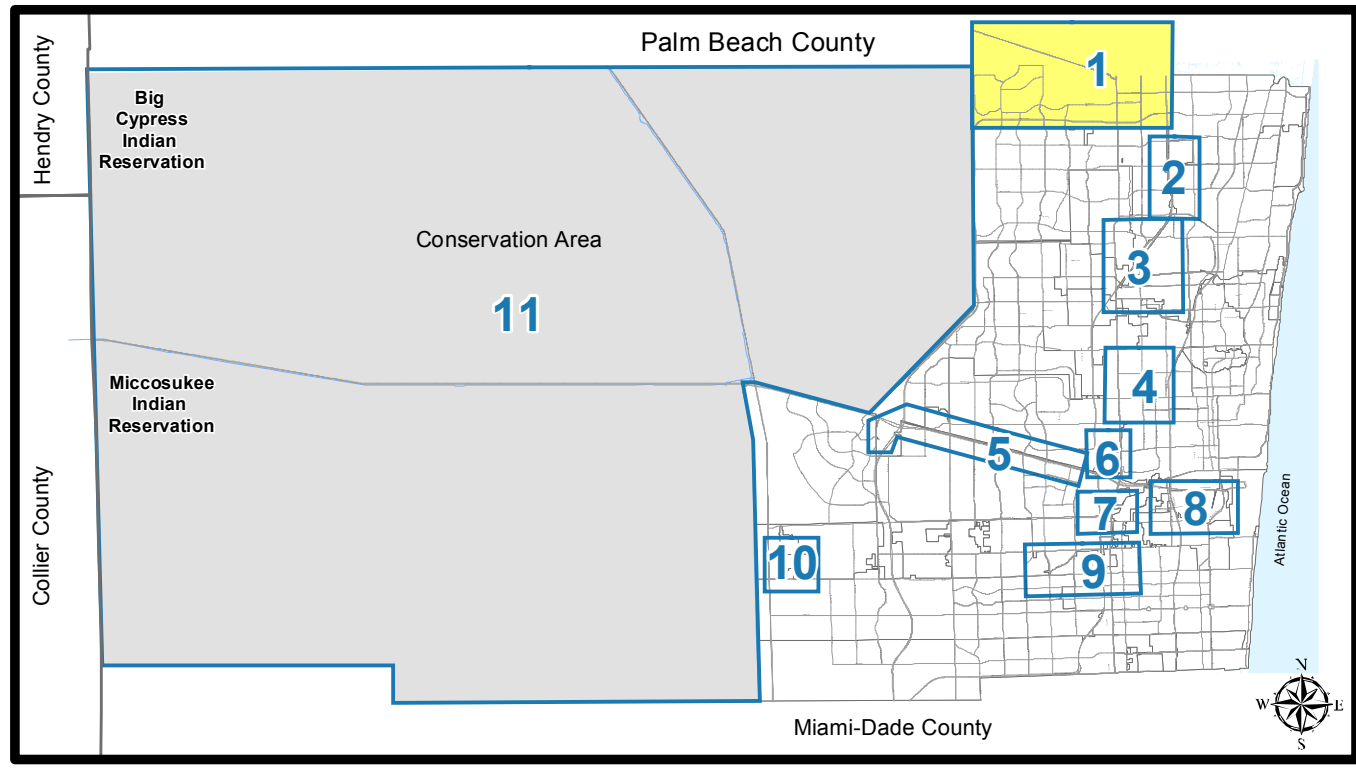 Palm Beach County
Hendry County
1
Big
Cypress
Indian
Reservation
2
Conservation Area
3
11
4
Miccosukee
Indian
Reservation
5
6
7
8
Atlantic Ocean
Collier County
10
9
N
W
E
S
Miami-Dade County